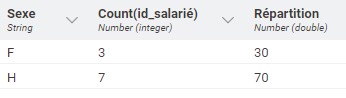 Sexe Count(id_salarié) Répartition
String Number (integer) Number (double)
F 3 30
H 7 70